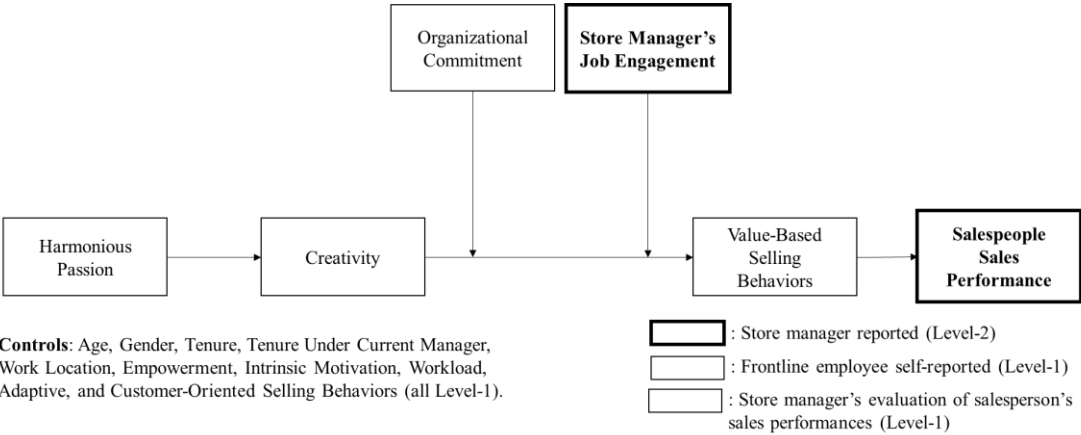 Organizational
Commitment
Store Manager's
Job Engagement
Harmonious
Passion
Creativity
Value-Based
Selling
Behaviors
Salespeople
Sales
Performance
Controls: Age, Gender, Tenure, Tenure Under Current Manager,
Work Location, Empowerment, Intrinsic Motivation, Workload,
Adaptive, and Customer-Oriented Selling Behaviors (all Level-1).
: Store manager reported (Level-2)
: Frontline employee self-reported (Level-1)
: Store manager's evaluation of salesperson's
sales performances (Level-1)